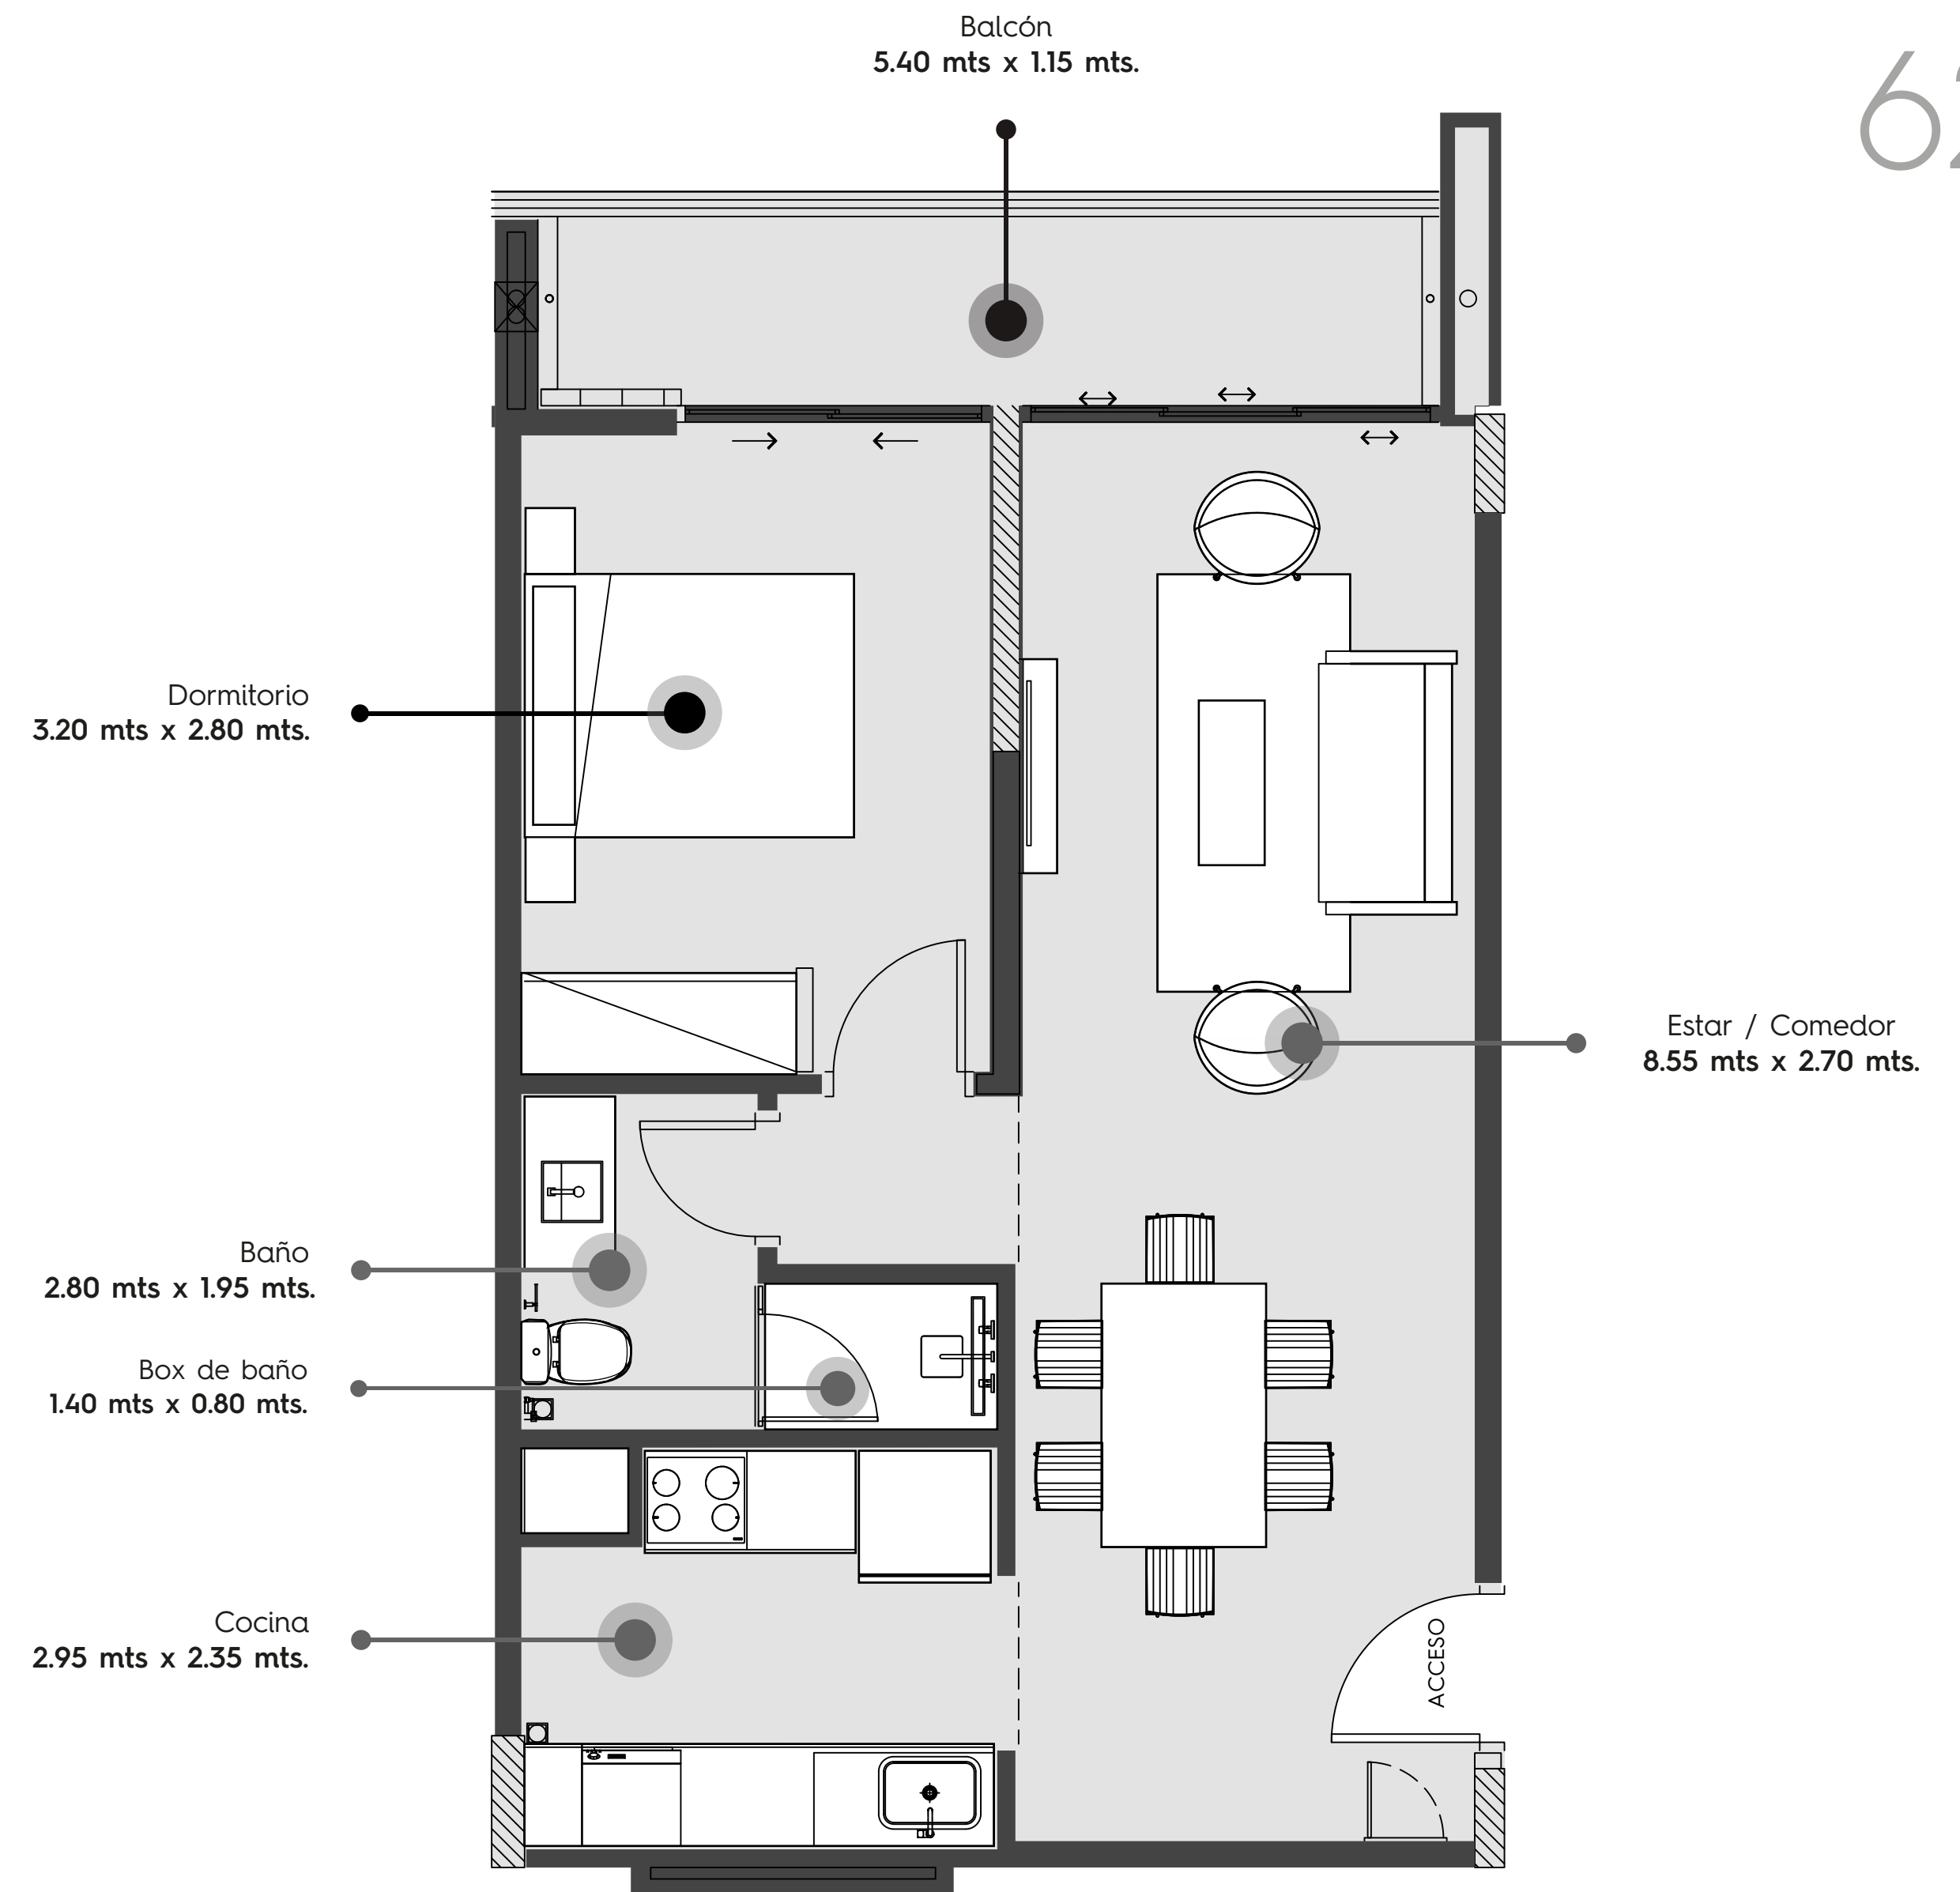 Balcón
5.40 mts x 1.15 mts.
Dormitorio
3.20 mts x 2.80 mts.
Estar / Comedor
8.55 mts x 2.70 mts.
Baño
2.80 mts x 1.95 mts.
Box de baño
1.40 mts x 0.80 mts.
Cocina
2.95 mts x 2.35 mts.
ACCESO